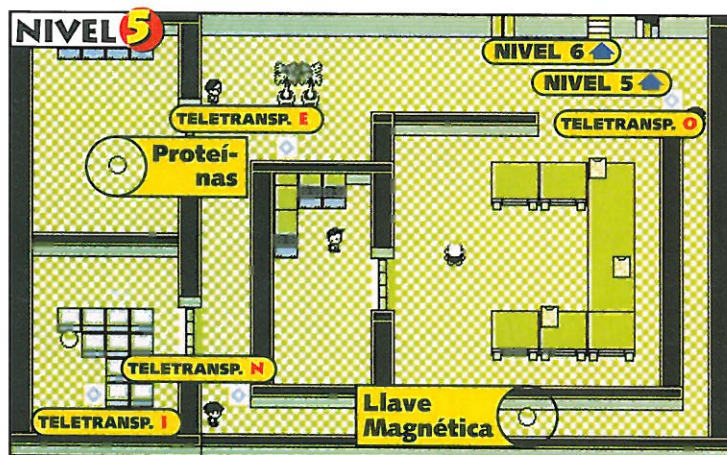 NIVEL 5
NIVEL 6
NIVEL 5
TELETRANSP. E
TELETRANSP. O
Proteí-
nas
TELETRANSP. N
TELETRANSP. I
Llave
Magnética